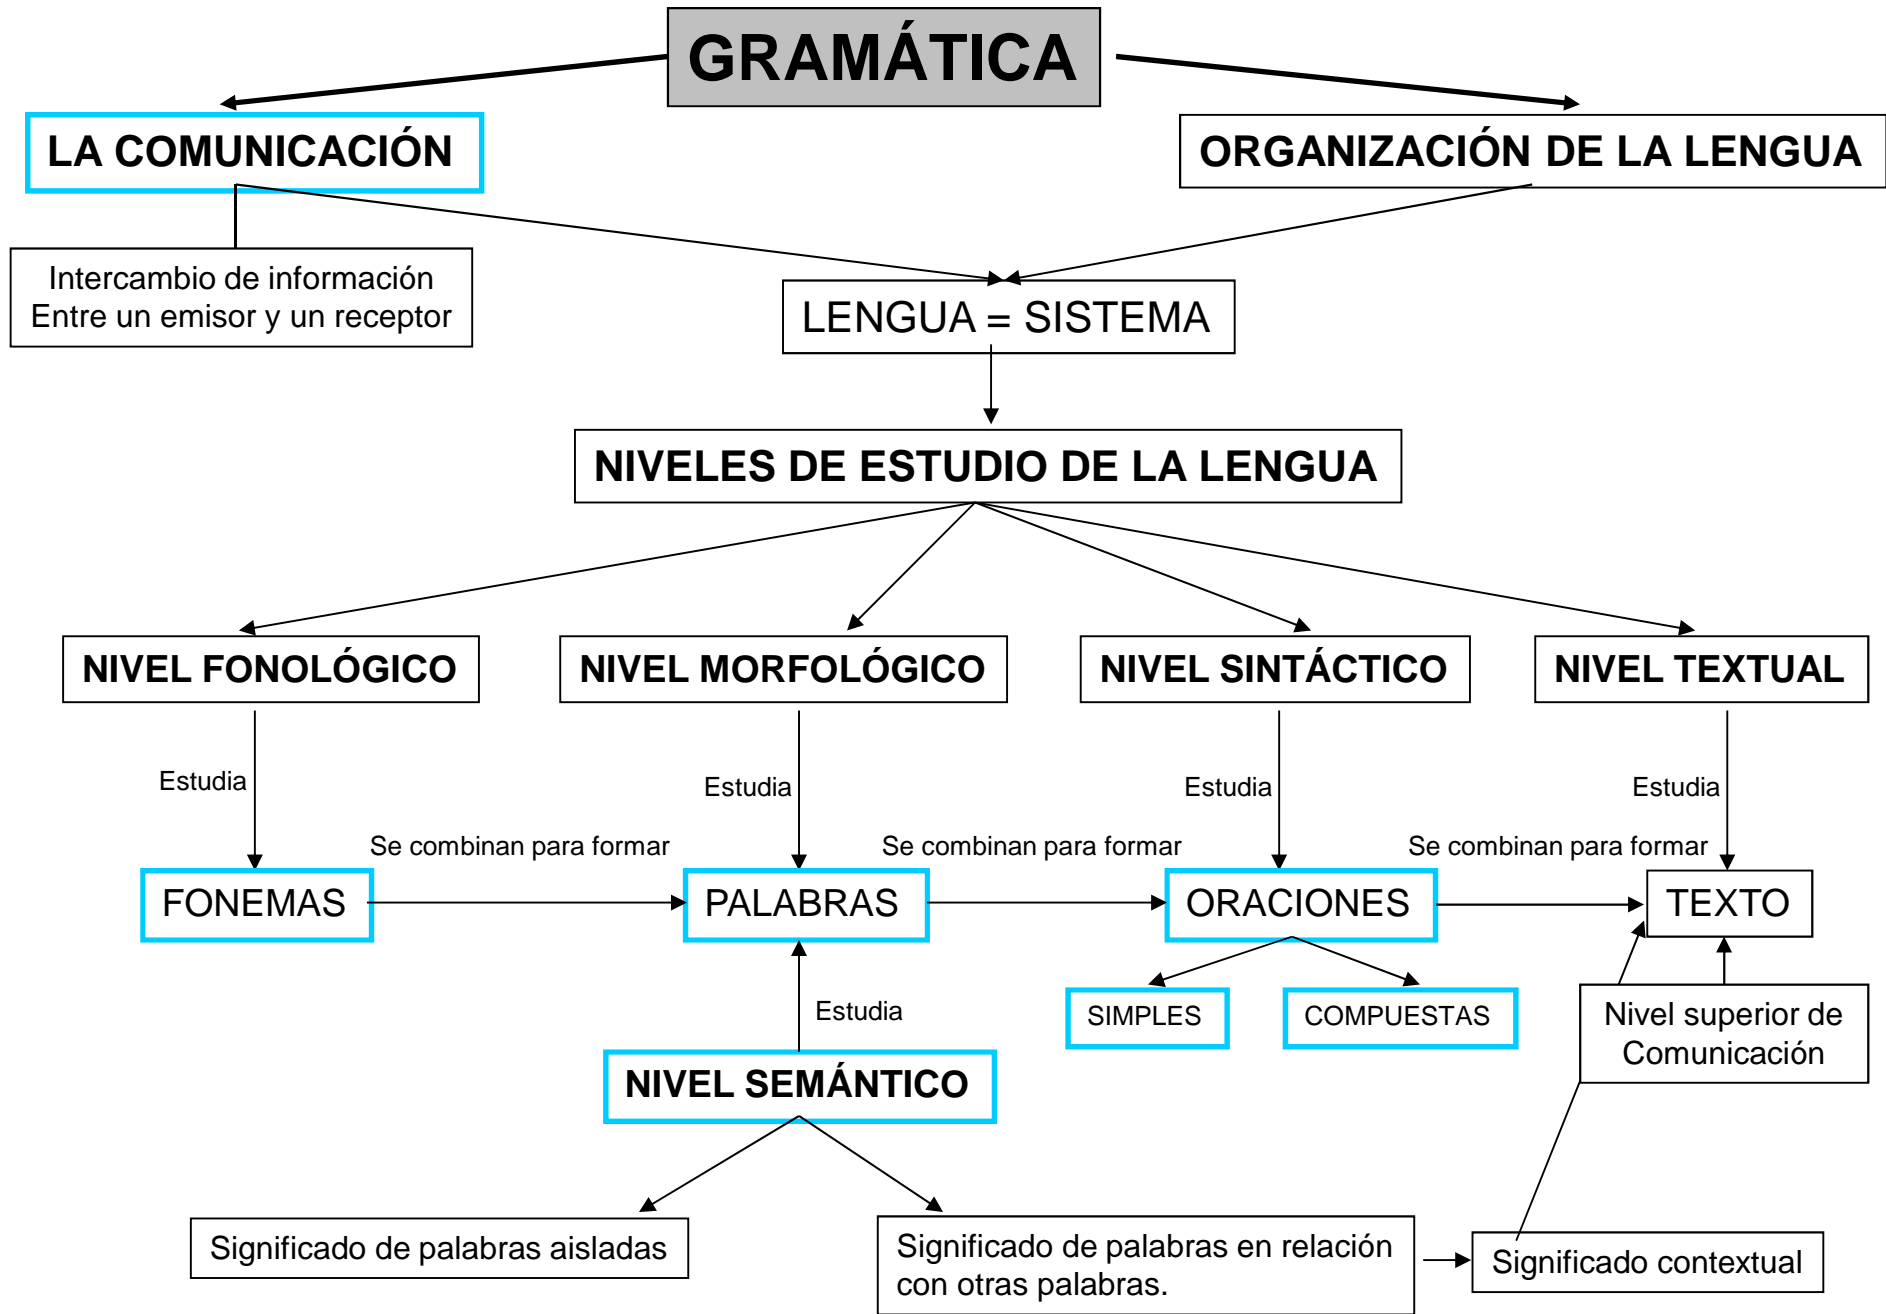 GRAMÁTICA
LA COMUNICACIÓN
ORGANIZACIÓN DE LA LENGUA
Intercambio de información
Entre un emisor y un receptor
LENGUA = SISTEMA
NIVELES DE ESTUDIO DE LA LENGUA
NIVEL FONOLÓGICO
NIVEL MORFOLÓGICO
NIVEL SINTÁCTICO
NIVEL TEXTUAL
Estudia
Estudia
Estudia
Estudia
Se combinan para formar
Se combinan para formar
Se combinan para formar
FONEMAS
PALABRAS
ORACIONES
TEXTO
Estudia
SIMPLES
COMPUESTAS
Nivel superior de
Comunicación
NIVEL SEMÁNTICO
Significado de palabras aisladas
Significado de palabras en relación
con otras palabras.
Significado contextual